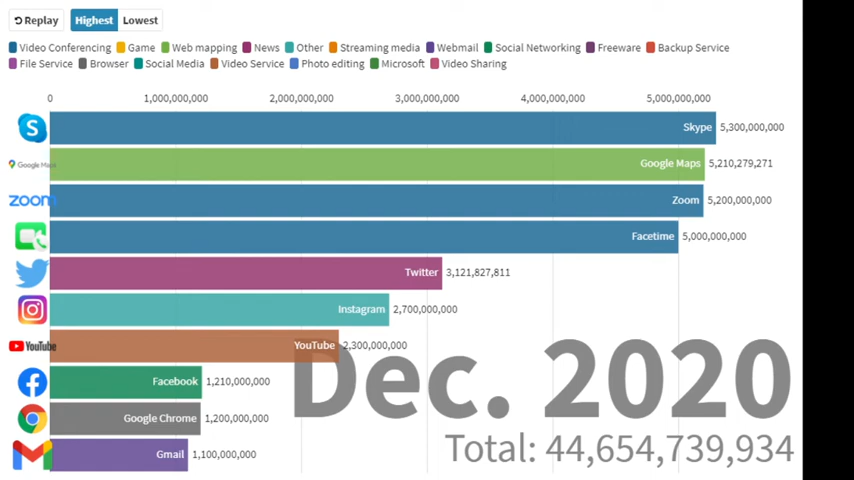 Replay Highest Lowest
Video Conferencing Game Web mapping News Other Streaming media Webmail Social Networking Freeware Backup Service
File Service Browser Social Media Video Service Photo editing Microsoft Video Sharing
0 1,000,000,000 2,000,000,000 3,000,000,000 4,000,000,000 5,000,000,000
S Skype 5,300,000,000
Google Maps Google Maps 5,210,279,271
zoom Zoom 5,200,000,000
Facetime 5,000,000,000
Twitter 3,121,827,811
Instagram 2,700,000,000
YouTube YouTube 2,300,000,000
Facebook 1,210,000,000
Google Chrome 1,200,000,000
Gmail 1,100,000,000
Dec. 2020
Total: 44,654,739,934